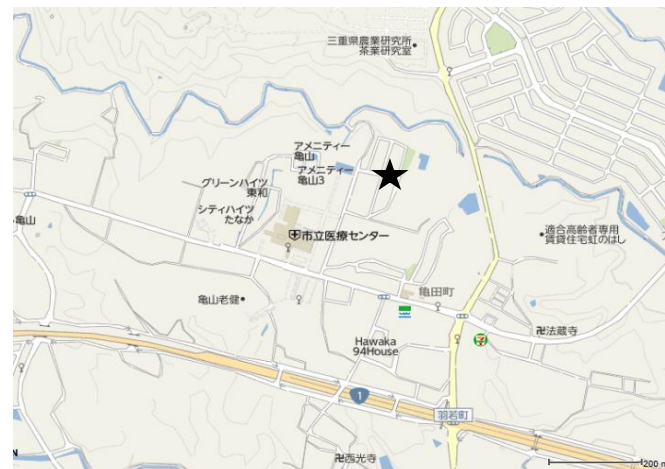 三重県農業研究所
茶業研究室
アメニティー
亀山
アメニティー
亀山3
グリーンハイツ
東和
シティハイツ
たなか
亀山
市立医療センター
適合高齢者専用
賃貸住宅虹のはし
亀山老健
亀田町
卍法蔵寺
Hawaka
94House
1
羽若町
卍西光寺
200 m